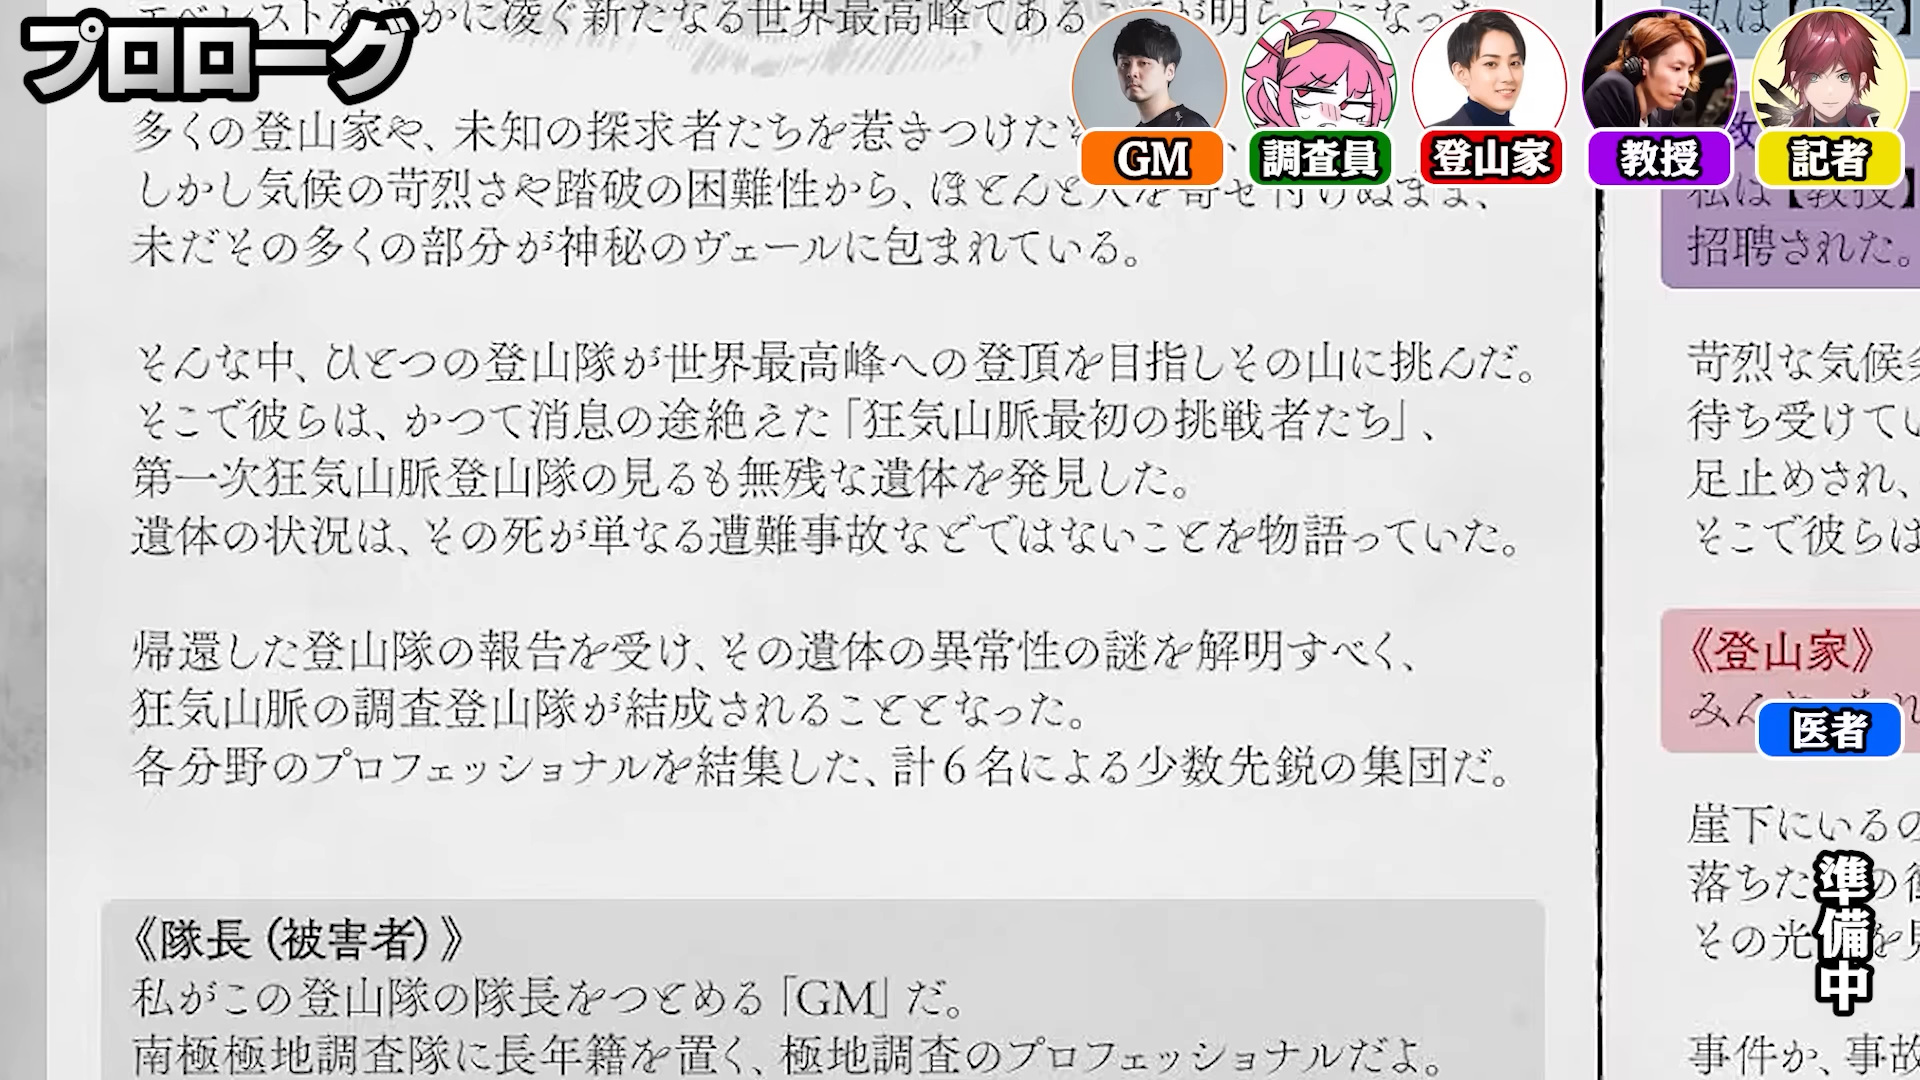 プロローグ
GM
調査員
登山家
教授
記者
多くの登山家や、未知の探求者たちを惹きつけた
しかし気候の苛烈さや踏破の困難性から、ほとんど人を寄せ付けぬまま、
未だその多くの部分が神秘のヴェールに包まれている。
そんな中、ひとつの登山隊が世界最高峰への登頂を目指しその山に挑んだ。
そこで彼らは、かつて消息の途絶えた「狂気山脈最初の挑戦者たち」、
第一次狂気山脈登山隊の見るも無残な遺体を発見した。
遺体の状況は、その死が単なる遭難事故などではないことを物語っていた。
帰還した登山隊の報告を受け、その遺体の異常性の謎を解明すべく、
狂気山脈の調査登山隊が結成されることとなった。
各分野のプロフェッショナルを結集した、計6名による少数先鋭の集団だ。
《隊長（被害者）》
私がこの登山隊の隊長をつとめる「GM」だ。
南極極地調査隊に長年籍を置く、極地調査のプロフェッショナルだよ。
私は【教授】
招聘された。
苛烈な気候
待ち受けてい
足止めされ、
そこで彼らは
《登山家》
医者
崖下にいるの
落ちた
その光
準備中
事件か、事故